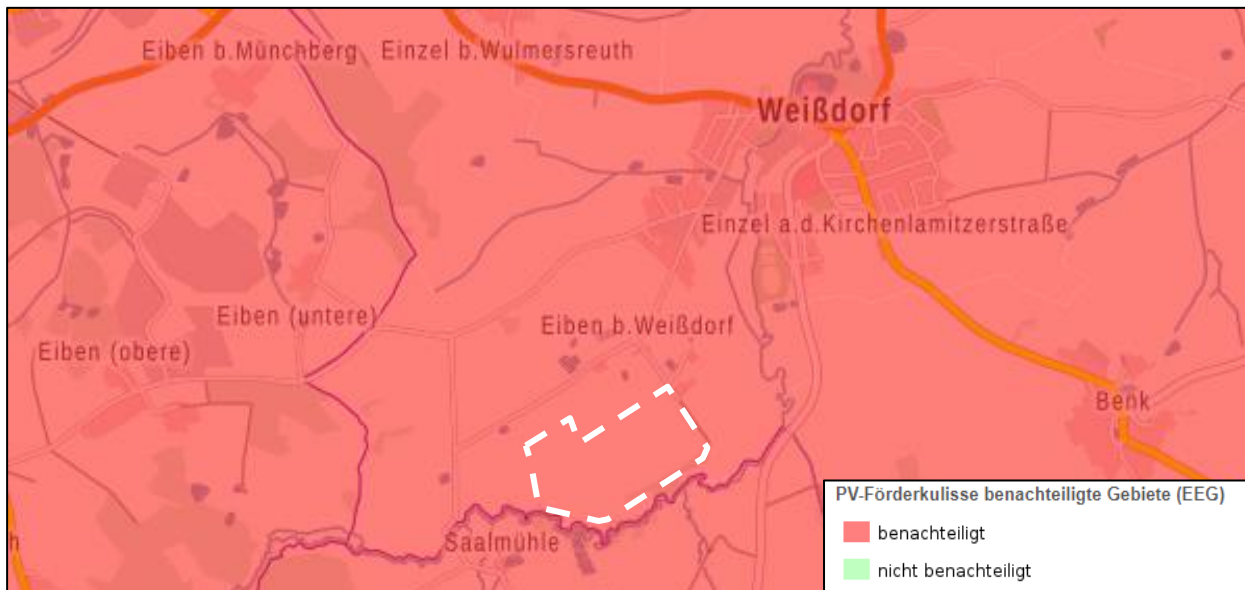 Eiben b.Münchberg
Einzel b.Wulmersreuth
Weißdorf
Einzel a.d.Kirchenlamitzerstraße
Eiben (untere)
Eiben b.Weißdorf
Eiben (obere)
Benk
Saalmühle
h
PV-Förderkulisse benachteiligte Gebiete (EEG)
benachteiligt
nicht benachteiligt